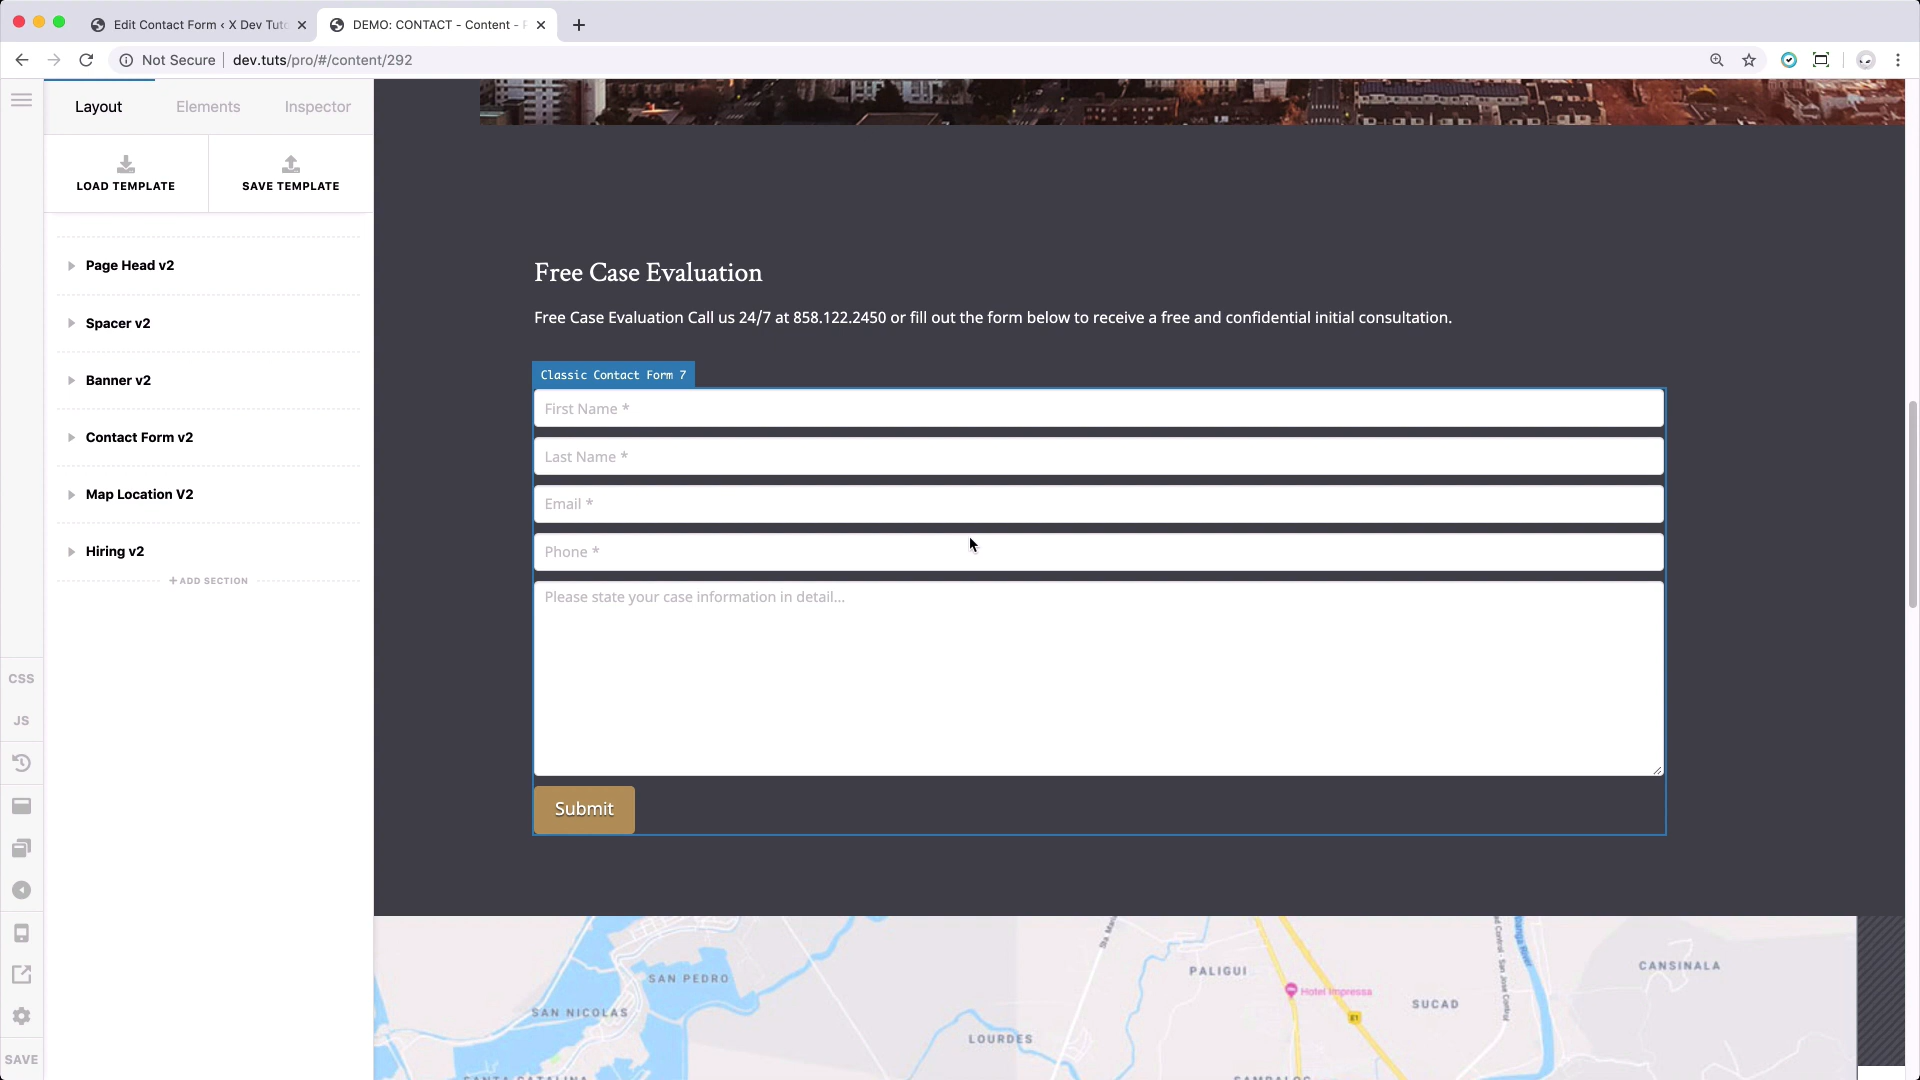 Edit Contact Form ‹ X Dev Tuto
DEMO: CONTACT - Content -
Not Secure
dev.tuts/pro/#/content/292
Layout
Elements
Inspector
LOAD TEMPLATE
SAVE TEMPLATE
Page Head v2
Spacer v2
Banner v2
Contact Form v2
Map Location V2
Hiring v2
+ ADD SECTION
CSS
JS
SAVE
Free Case Evaluation
Free Case Evaluation Call us 24/7 at 858.122.2450 or fill out the form below to receive a free and confidential initial consultation.
Classic Contact Form 7
First Name *
Last Name *
Email *
Phone *
Please state your case information in detail...
Submit
SAN PEDRO
SAN NICOLAS
LOURDES
PALIGUI
Hotel Impressa
E1
SUCAD
CANSINALA